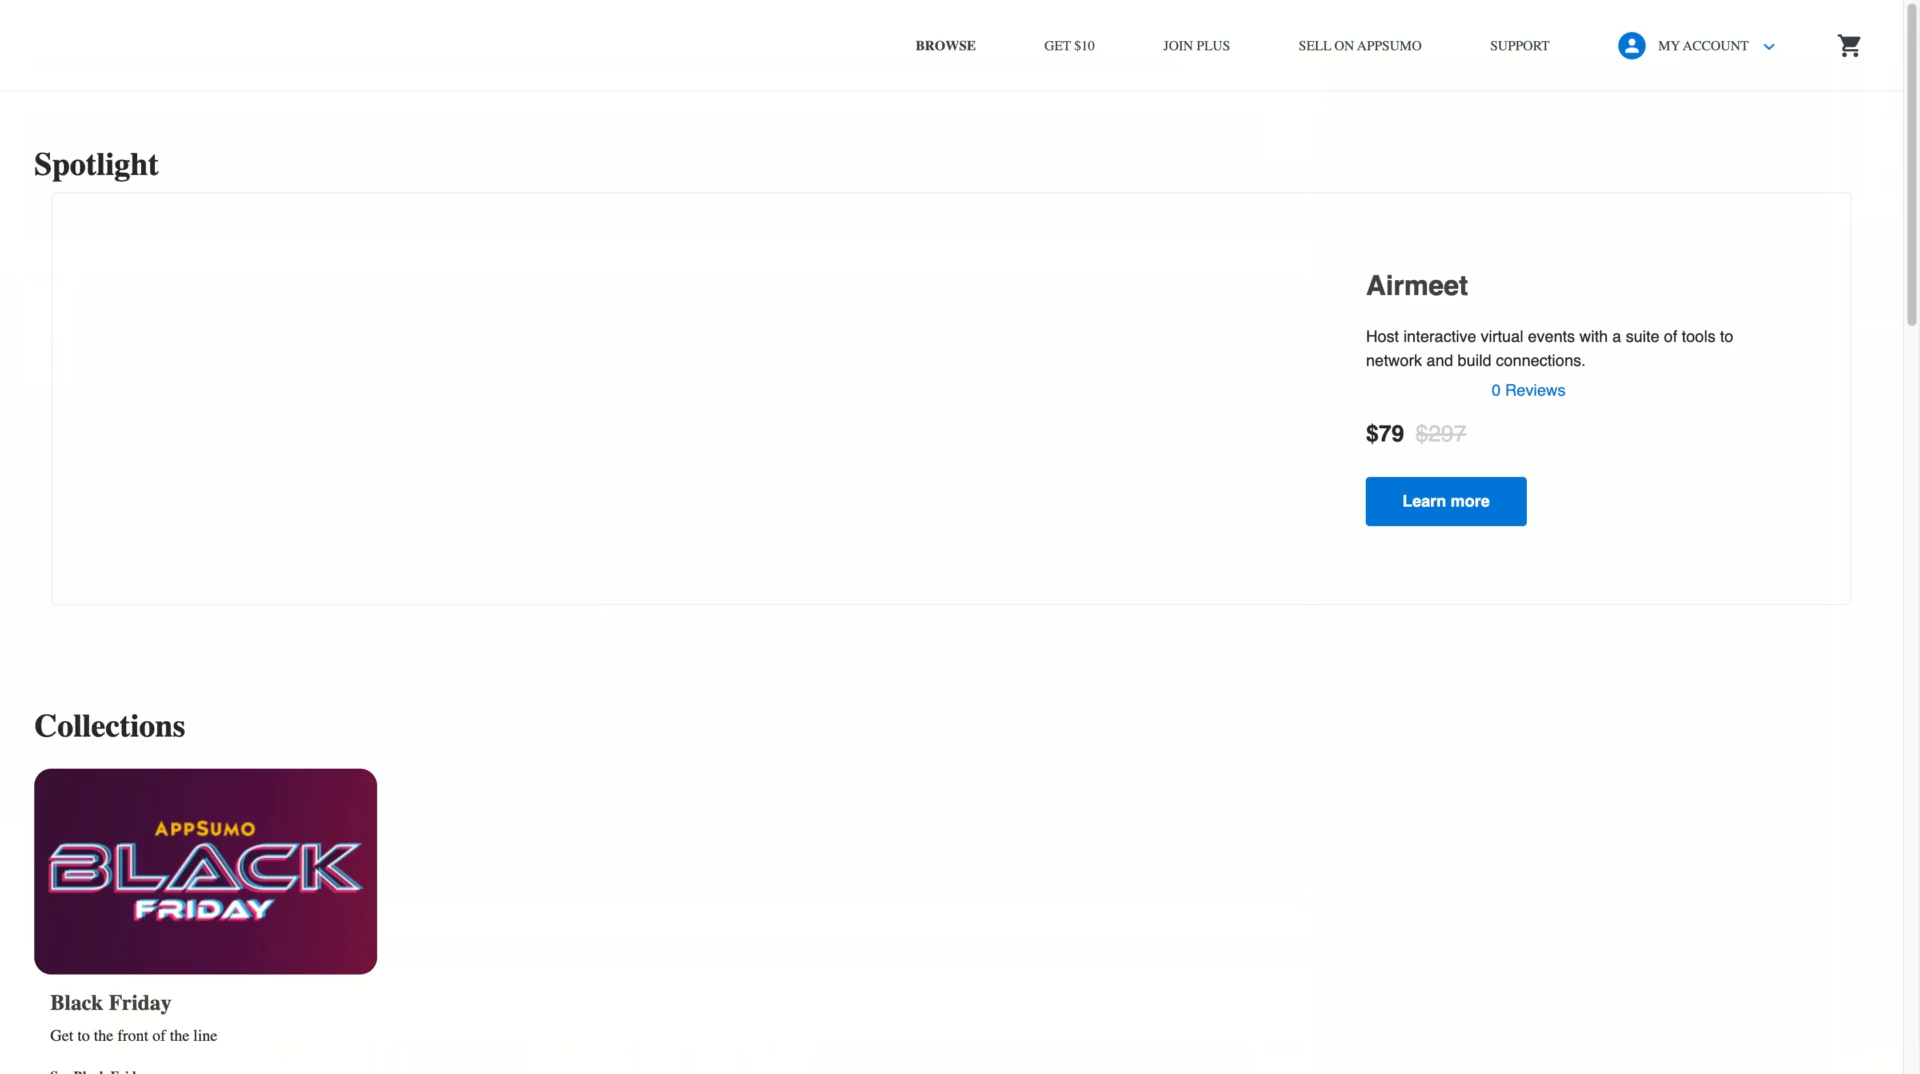 BROWSE
GET $10
JOIN PLUS
SELL ON APPSUMO
SUPPORT
MY ACCOUNT
Spotlight
Airmeet
Host interactive virtual events with a suite of tools to
network and build connections.
0 Reviews
$79 $297
Learn more
Collections
APPSUMO
BLACK
FRIDAY
Black Friday
Get to the front of the line